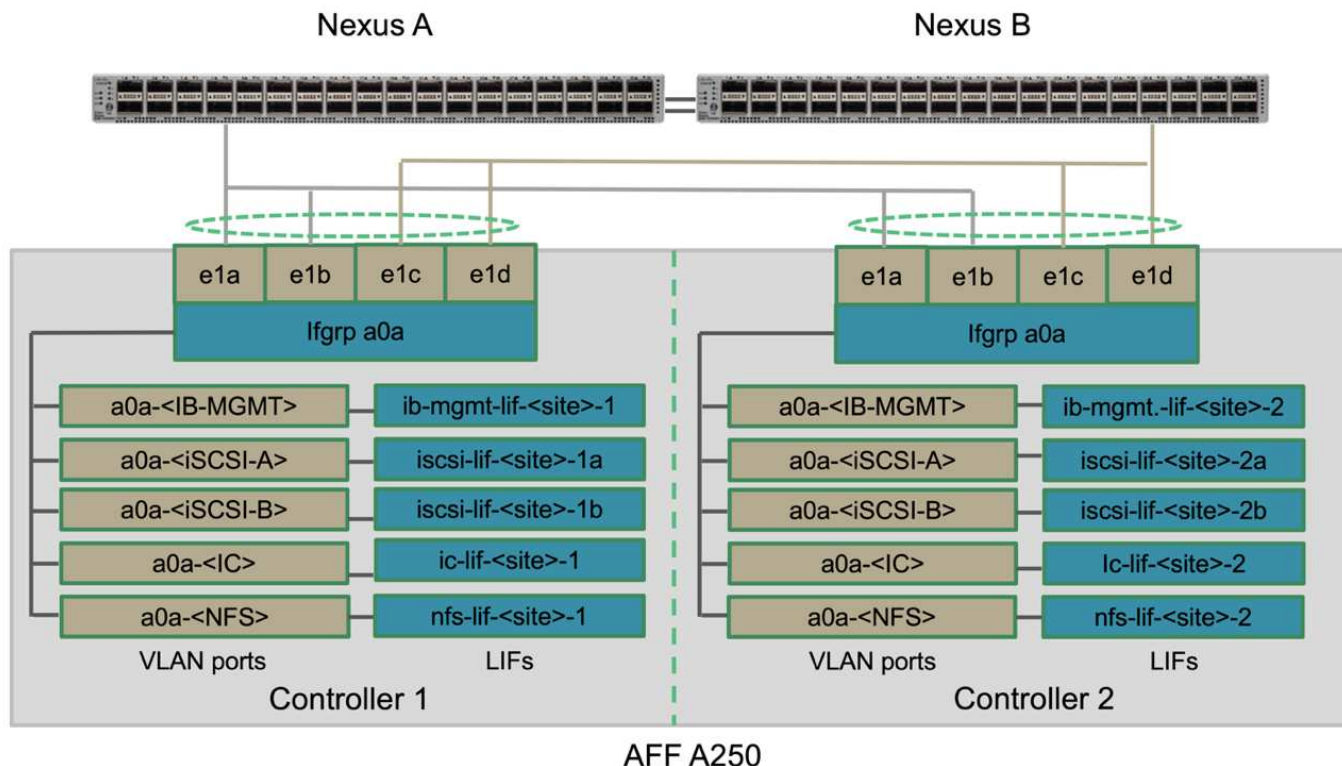 Nexus A
Nexus B
e1a
e1b
e1c
e1d
Ifgrp a0a
a0a-<IB-MGMT>
ib-mgmt-lif-<site>-1
a0a-<iSCSI-A>
iscsi-lif-<site>-1a
a0a-<iSCSI-B>
iscsi-lif-<site>-1b
a0a-<IC>
ic-lif-<site>-1
a0a-<NFS>
nfs-lif-<site>-1
VLAN ports
LIFs
Controller 1
e1a
e1b
e1c
e1d
Ifgrp a0a
a0a-<IB-MGMT>
ib-mgmt.-lif-<site>-2
a0a-<iSCSI-A>
iscsi-lif-<site>-2a
a0a-<iSCSI-B>
iscsi-lif-<site>-2b
a0a-<IC>
Ic-lif-<site>-2
a0a-<NFS>
nfs-lif-<site>-2
VLAN ports
LIFs
Controller 2
AFF A250